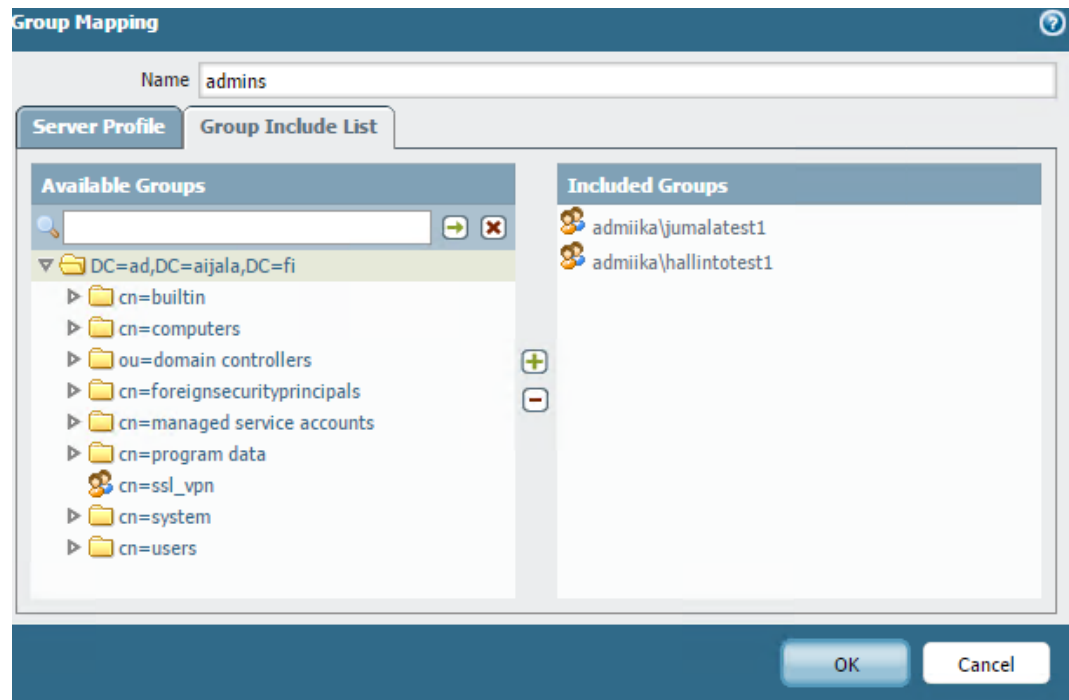 Group Mapping
Name admins
Server Profile Group Include List
Available Groups
Included Groups
DC=ad,DC=aijala,DC=fi
cn=builtin
cn=computers
ou=domain controllers
cn=foreignsecurityprincipals
cn=managed service accounts
cn=program data
cn=ssl_vpn
cn=system
cn=users
admiika\jumalatest1
admiika\hallintotest1
OK Cancel